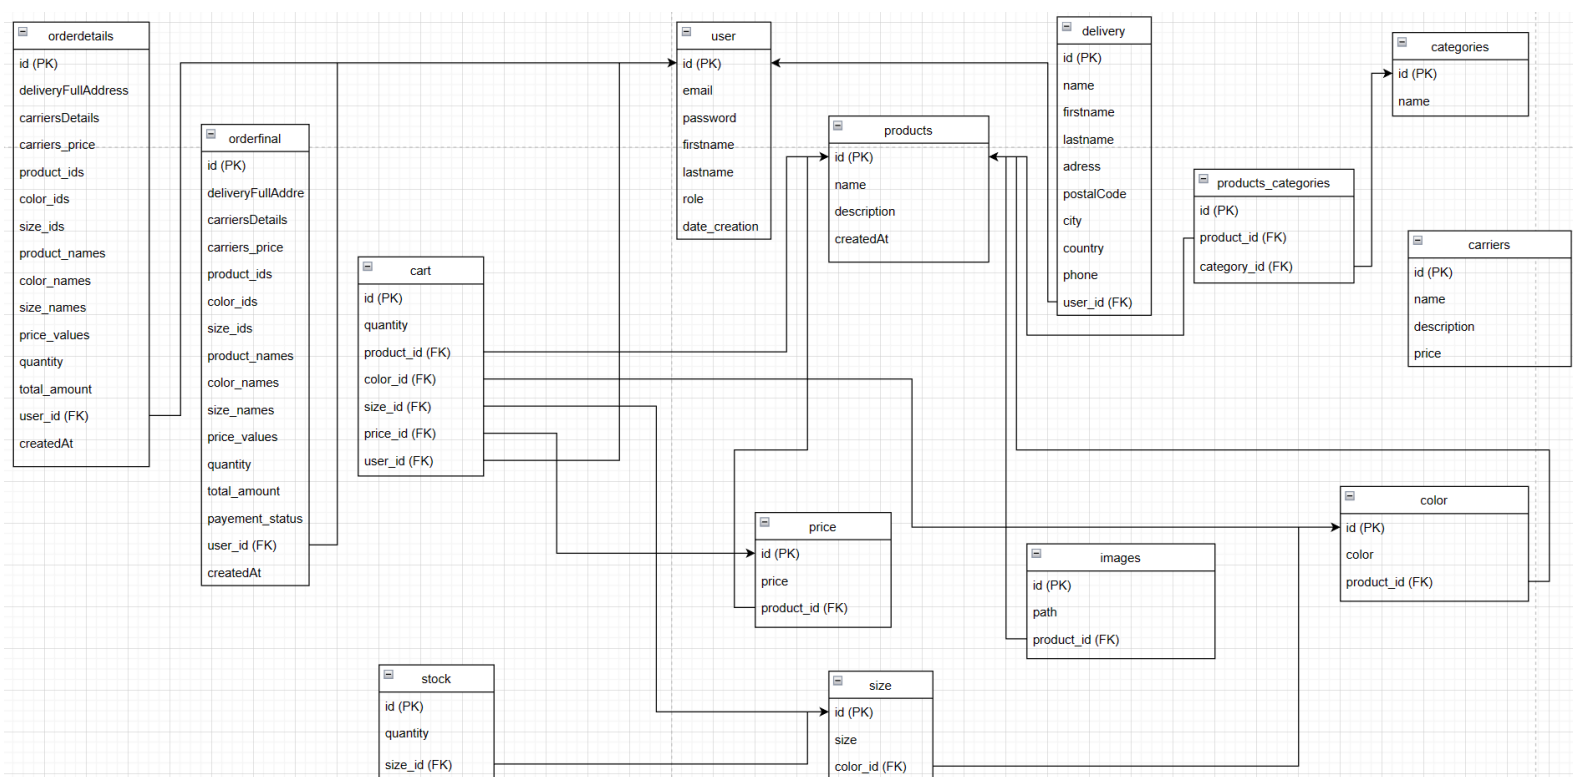 orderdetails
id (PK)
deliveryFullAddress
carriersDetails
carriers_price
product_ids
color_ids
size_ids
product_names
color_names
size_names
price_values
quantity
total_amount
user_id (FK)
createdAt
orderfinal
id (PK)
deliveryFullAddre
carriersDetails
carriers_price
product_ids
color_ids
size_ids
product_names
color_names
size_names
price_values
quantity
total_amount
payement_status
user_id (FK)
createdAt
cart
id (PK)
quantity
product_id (FK)
color_id (FK)
size_id (FK)
price_id (FK)
user_id (FK)
user
id (PK)
email
password
firstname
lastname
role
date_creation
products
id (PK)
name
description
createdAt
delivery
id (PK)
name
firstname
lastname
adress
postalCode
city
country
phone
user_id (FK)
categories
id (PK)
name
products_categories
id (PK)
product_id (FK)
category_id (FK)
carriers
id (PK)
name
description
price
price
id (PK)
price
product_id (FK)
images
id (PK)
path
product_id (FK)
color
id (PK)
color
product_id (FK)
stock
id (PK)
quantity
size_id (FK)
size
id (PK)
size
color_id (FK)